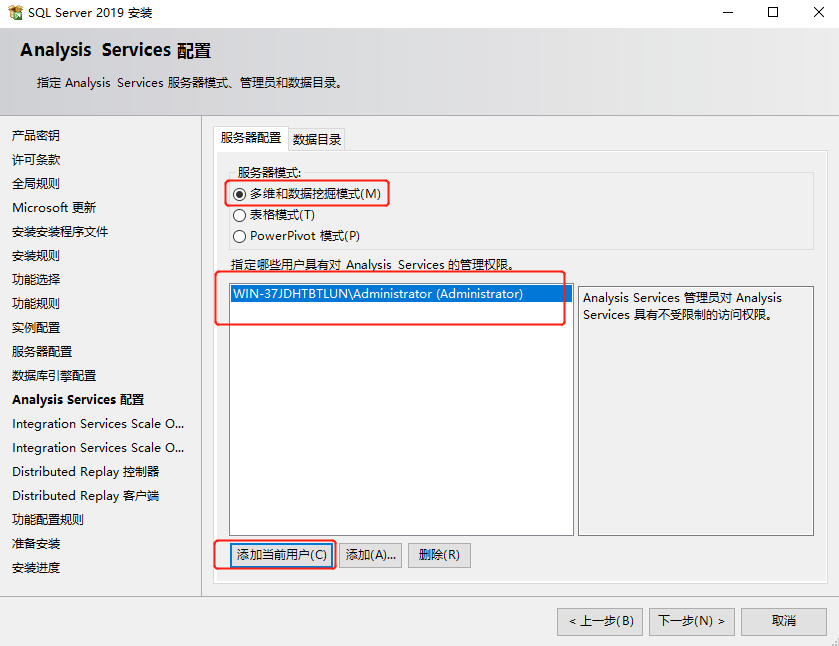 SQL Server 2019 安装
Analysis Services 配置
指定 Analysis Services 服务器模式、管理员和数据目录。
产品密钥
许可条款
全局规则
Microsoft 更新
安装安装程序文件
安装规则
功能选择
功能规则
实例配置
服务器配置
数据库引擎配置
Analysis Services 配置
Integration Services Scale O...
Integration Services Scale O...
Distributed Replay 控制器
Distributed Replay 客户端
功能配置规则
准备安装
安装进度
服务器配置 数据目录
服务器模式:
多维和数据挖掘模式(M)
表格模式(T)
PowerPivot 模式(P)
指定哪些用户具有对 Analysis Services 的管理权限。
WIN-37JDHTBTLUN\Administrator (Administrator)
Analysis Services 管理员对 Analysis
Services 具有不受限制的访问权限。
添加当前用户(C) 添加(A)... 删除(R)
< 上一步(B) 下一步(N) > 取消